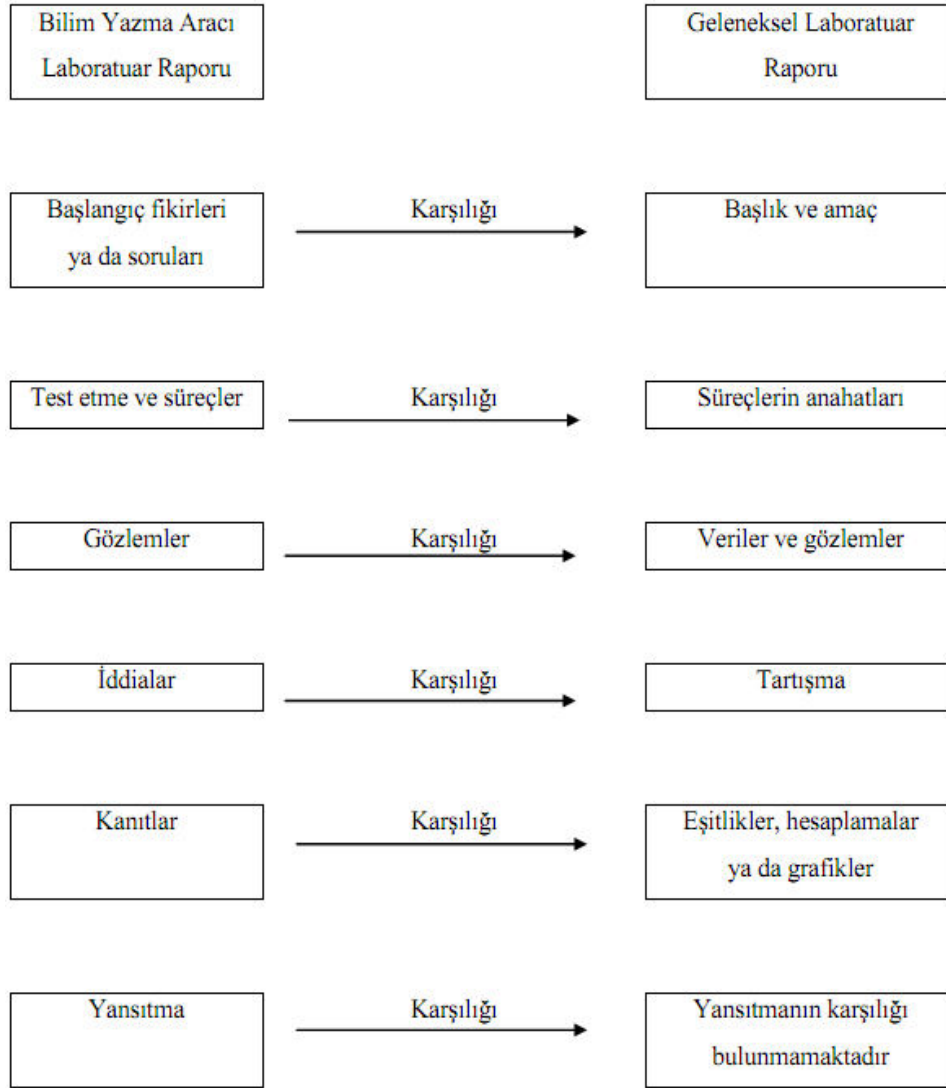 Bilim Yazma Aracı
Laboratuar Raporu
Geleneksel Laboratuar
Raporu
Başlangıç fikirleri
ya da soruları
Karşılığı
Başlık ve amaç
Test etme ve süreçler
Karşılığı
Süreçlerin anahatları
Gözlemler
Karşılığı
Veriler ve gözlemler
İddialar
Karşılığı
Tartışma
Kanıtlar
Karşılığı
Eşitlikler, hesaplamalar
ya da grafikler
Yansıtma
Karşılığı
Yansıtmanın karşılığı
bulunmamaktadır